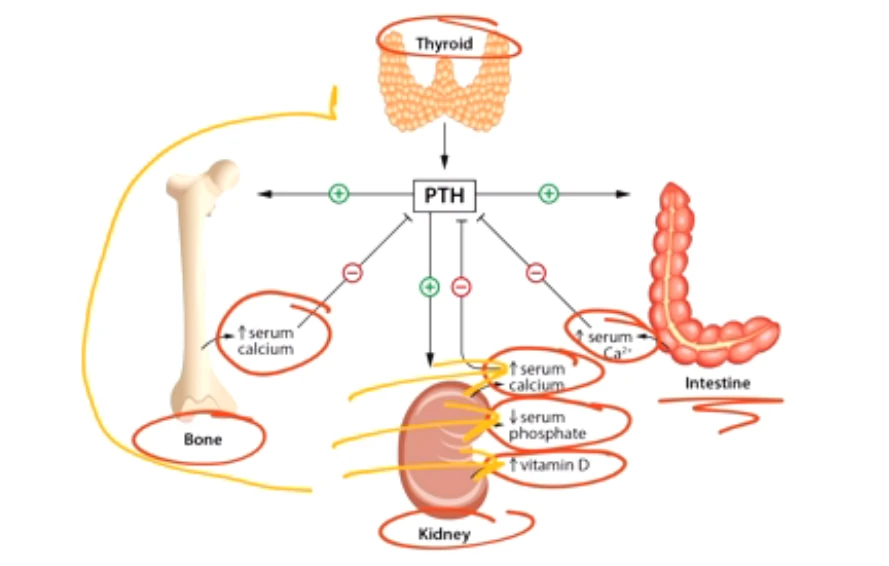 Thyroid
PTH
↑ serum
calcium
↑ serum
Ca²⁺
Intestine
↑ serum
calcium
↓ serum
phosphate
↑ vitamin D
Bone
Kidney